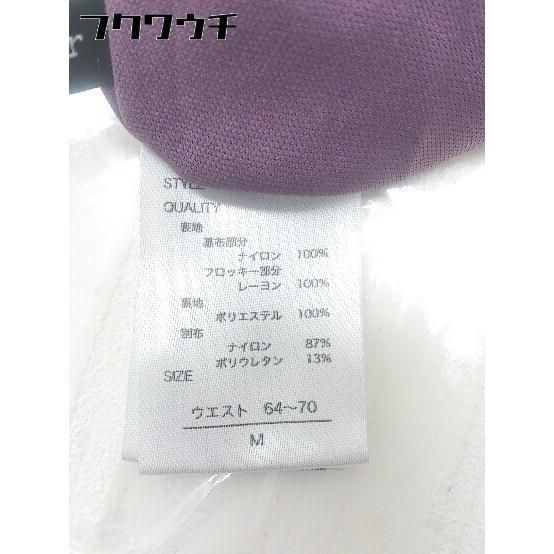 フクウクチ
r
STYLE
QUALITY
表地
基布部分
ナイロン 100%
フロッキー部分
レーヨン 100%
裏地
ポリエステル 100%
別布
ナイロン 87%
ポリウレタン 13%
SIZE
ウエスト 64～70
M